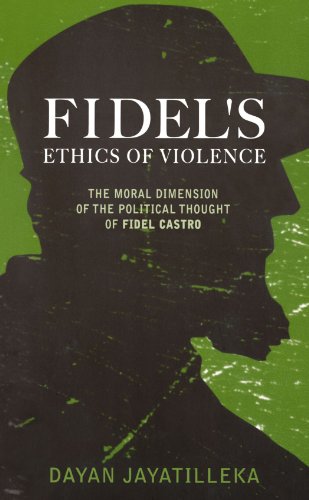 FIDEL'S
ETHICS OF VIOLENCE
THE MORAL DIMENSION
OF THE POLITICAL THOUGHT
OF FIDEL CASTRO
DAYAN JAYATILLEKA